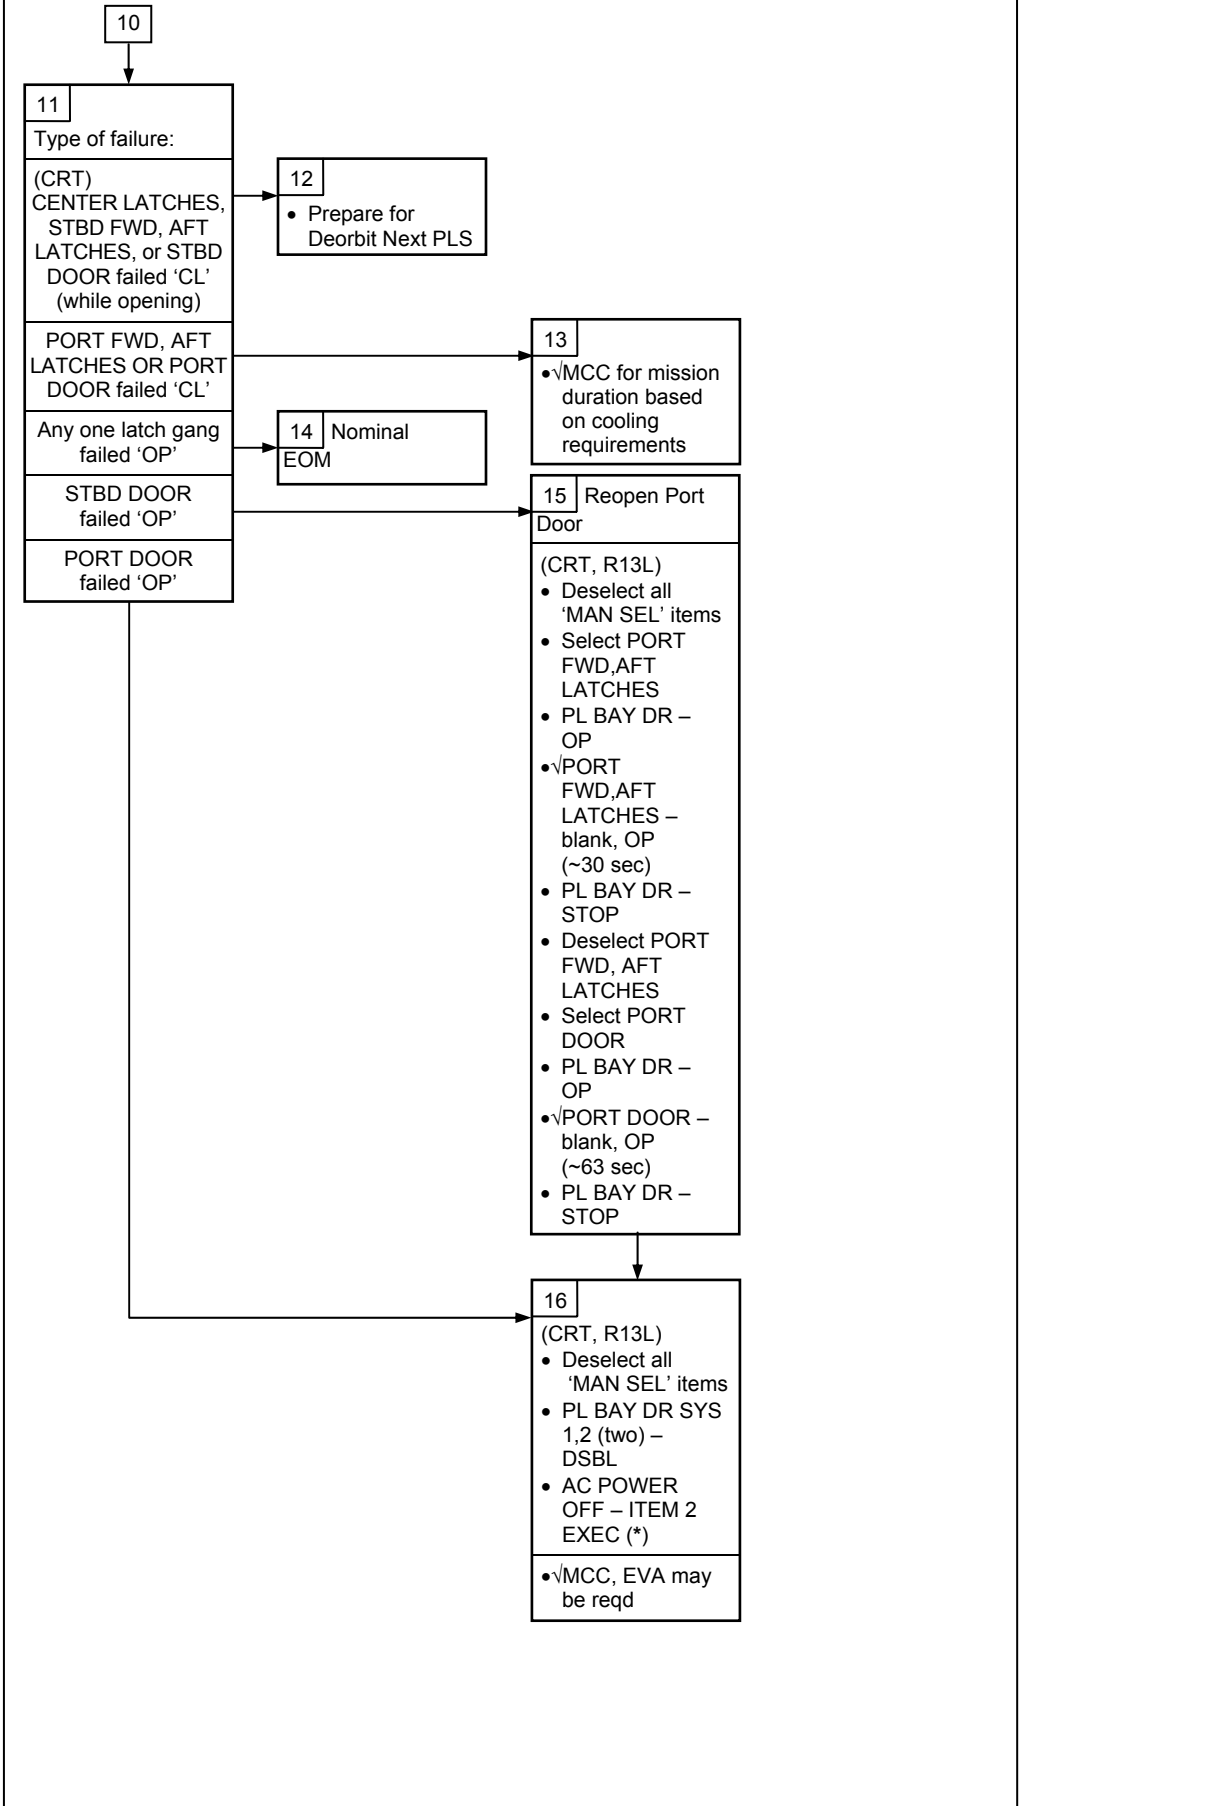 10
11
Type of failure:
(CRT)
CENTER LATCHES,
STBD FWD, AFT
LATCHES, or STBD
DOOR failed ‘CL’
(while opening)
PORT FWD, AFT
LATCHES OR PORT
DOOR failed ‘CL’
Any one latch gang
failed ‘OP’
STBD DOOR
failed ‘OP’
PORT DOOR
failed ‘OP’
12
• Prepare for
Deorbit Next PLS
13
•√MCC for mission
duration based
on cooling
requirements
14 Nominal
EOM
15 Reopen Port
Door
(CRT, R13L)
• Deselect all
‘MAN SEL’ items
• Select PORT
FWD,AFT
LATCHES
• PL BAY DR –
OP
•√PORT
FWD,AFT
LATCHES –
blank, OP
(~30 sec)
• PL BAY DR –
STOP
• Deselect PORT
FWD, AFT
LATCHES
• Select PORT
DOOR
• PL BAY DR –
OP
•√PORT DOOR –
blank, OP
(~63 sec)
• PL BAY DR –
STOP
16
(CRT, R13L)
• Deselect all
‘MAN SEL’ items
• PL BAY DR SYS
1,2 (two) –
DSBL
• AC POWER
OFF – ITEM 2
EXEC (*)
•√MCC, EVA may
be reqd